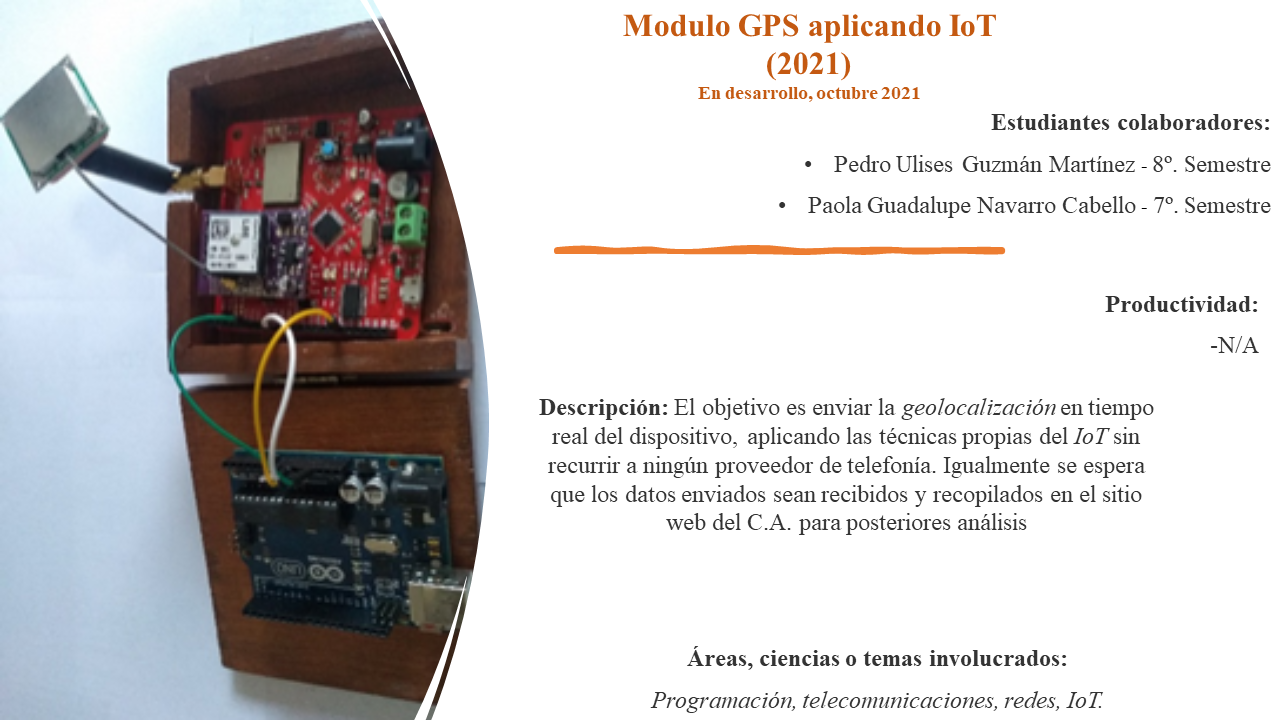 Modulo GPS aplicando IoT
(2021)
En desarrollo, octubre 2021
Estudiantes colaboradores:
• Pedro Ulises Guzmán Martínez - 8º. Semestre
• Paola Guadalupe Navarro Cabello - 7º. Semestre
Productividad:
-N/A
Descripción: El objetivo es enviar la geolocalización en tiempo
real del dispositivo, aplicando las técnicas propias del IoT sin
recurrir a ningún proveedor de telefonía. Igualmente se espera
que los datos enviados sean recibidos y recopilados en el sitio
web del C.A. para posteriores análisis
Áreas, ciencias o temas involucrados:
Programación, telecomunicaciones, redes, IoT.
UNO